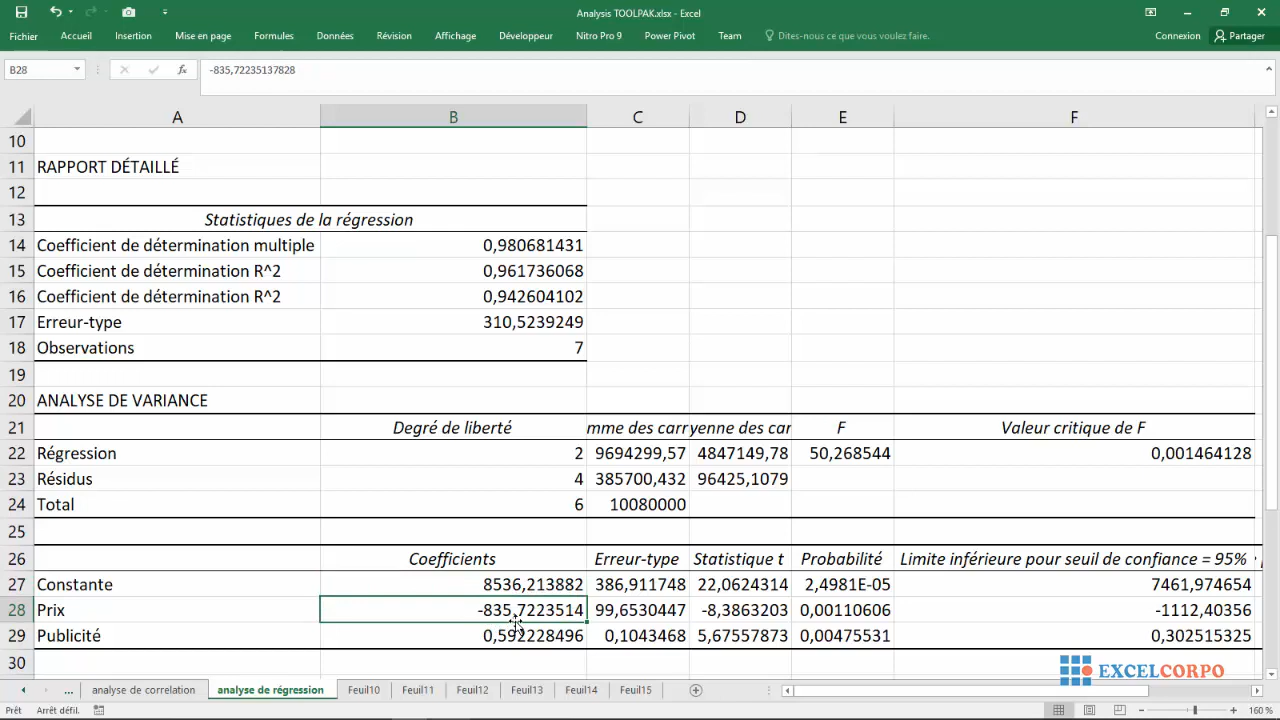 Analysis TOOLPAK.xlsx - Excel
Fichier Accueil Insertion Mise en page Formules Données Révision Affichage Développeur Nitro Pro 9 Power Pivot Team Dites-nous ce que vous voulez faire. Connexion Partager
B28 fx -835,72235137828
A B C D E F
10
11 RAPPORT DÉTAILLÉ
12
13 Statistiques de la régression
14 Coefficient de détermination multiple 0,980681431
15 Coefficient de détermination R^2 0,961736068
16 Coefficient de détermination R^2 0,942604102
17 Erreur-type 310,5239249
18 Observations 7
19
20 ANALYSE DE VARIANCE
21 Degré de liberté mme des carr yenne des car F Valeur critique de F
22 Régression 2 9694299,57 4847149,78 50,268544 0,001464128
23 Résidus 4 385700,432 96425,1079
24 Total 6 10080000
25
26 Coefficients Erreur-type Statistique t Probabilité Limite inférieure pour seuil de confiance = 95%
27 Constante 8536,213882 386,911748 22,0624314 2,4981E-05 7461,974654
28 Prix -835,7223514 99,6530447 -8,3863203 0,00110606 -1112,40356
29 Publicité 0,592228496 0,1043468 5,67557873 0,00475531 0,302515325
30
EXCELCORPO
... analyse de correlation analyse de régression Feuil10 Feuil11 Feuil12 Feuil13 Feuil14 Feuil15
Prêt Arrêt défil. 160 %